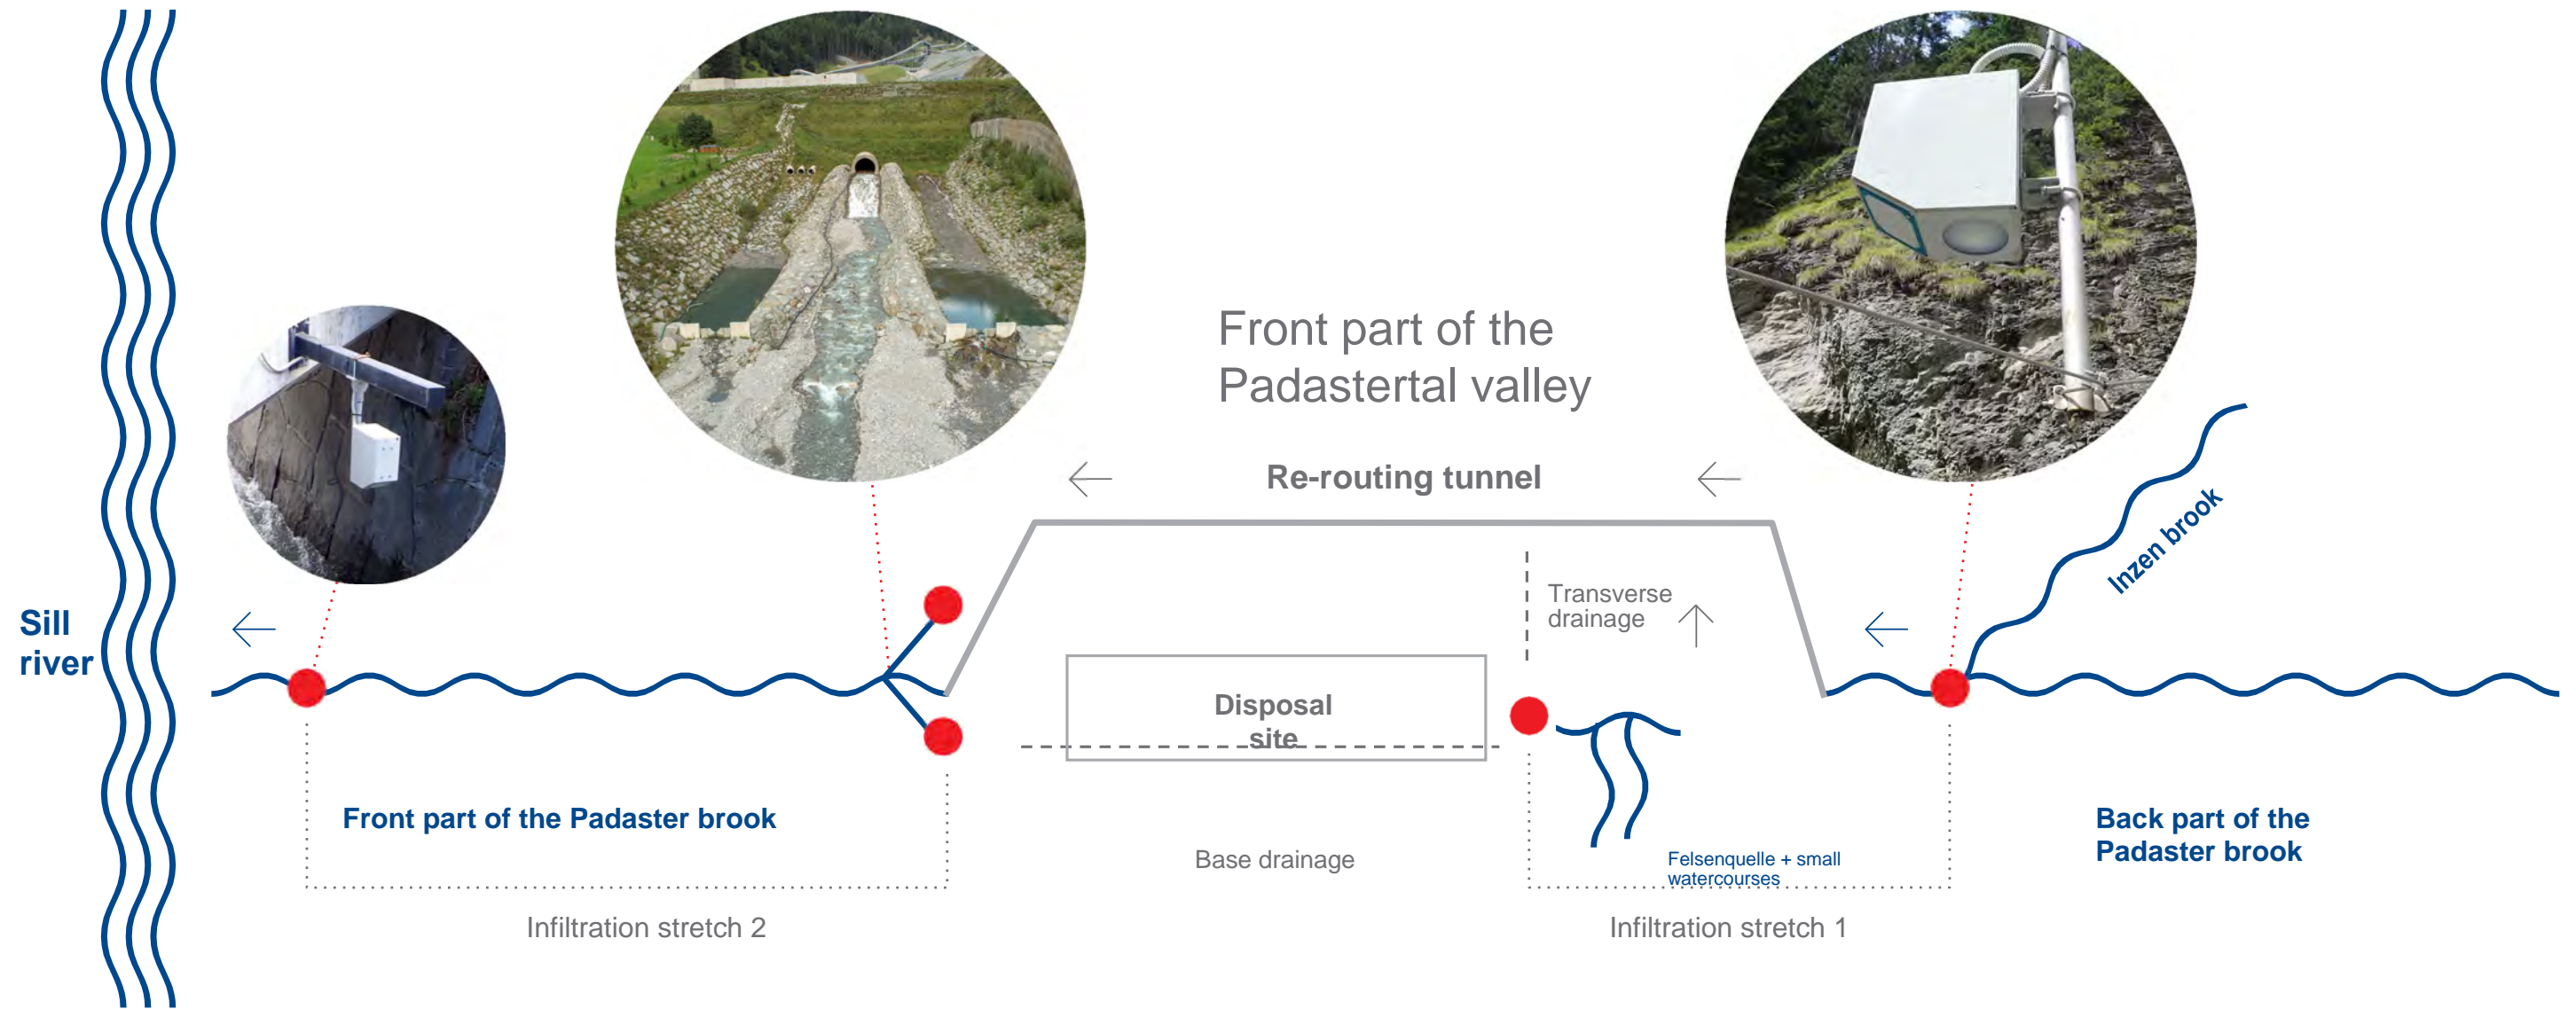 Front part of the
Padastertal valley
Re-routing tunnel
Inzen brook
Transverse
drainage
Sill
river
Disposal
site
Front part of the Padaster brook
Back part of the
Padaster brook
Base drainage
Felsenquelle + small
watercourses
Infiltration stretch 2
Infiltration stretch 1